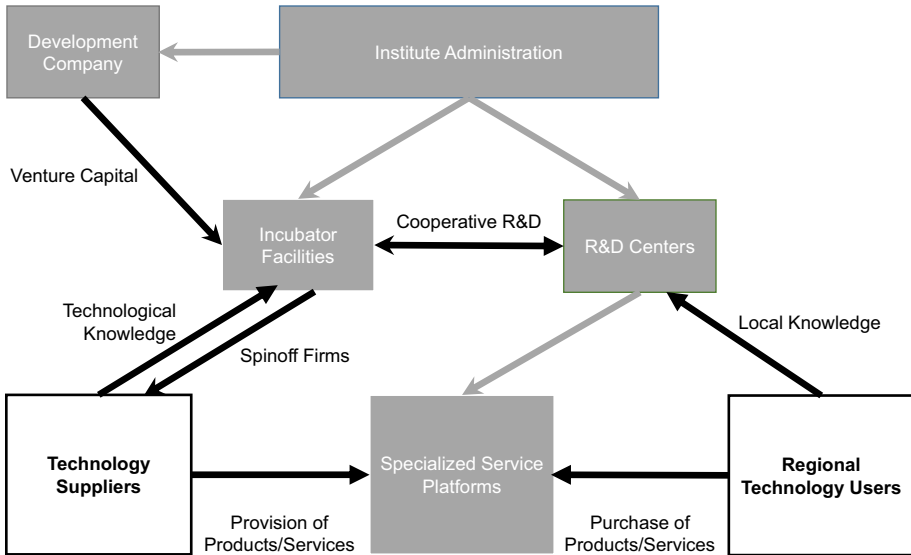 Development
Company
Institute Administration
Venture Capital
Incubator
Facilities
Cooperative R&D
R&D Centers
Technological
Knowledge
Spinoff Firms
Local Knowledge
Technology
Suppliers
Specialized Service
Platforms
Regional
Technology Users
Provision of
Products/Services
Purchase of
Products/Services